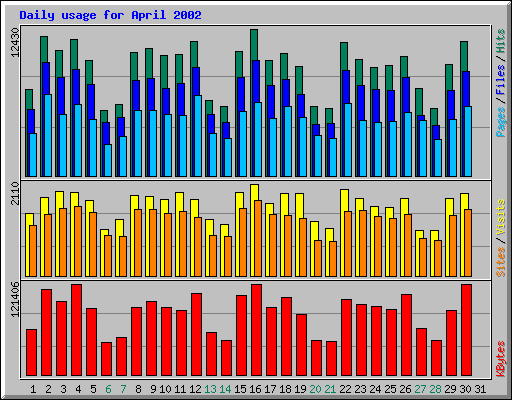 Daily usage for April 2002
12430
Pages / Files / Hits
2110
Sites / Visits
121406
KBytes
1 2 3 4 5 6 7 8 9 10 11 12 13 14 15 16 17 18 19 20 21 22 23 24 25 26 27 28 29 30 31